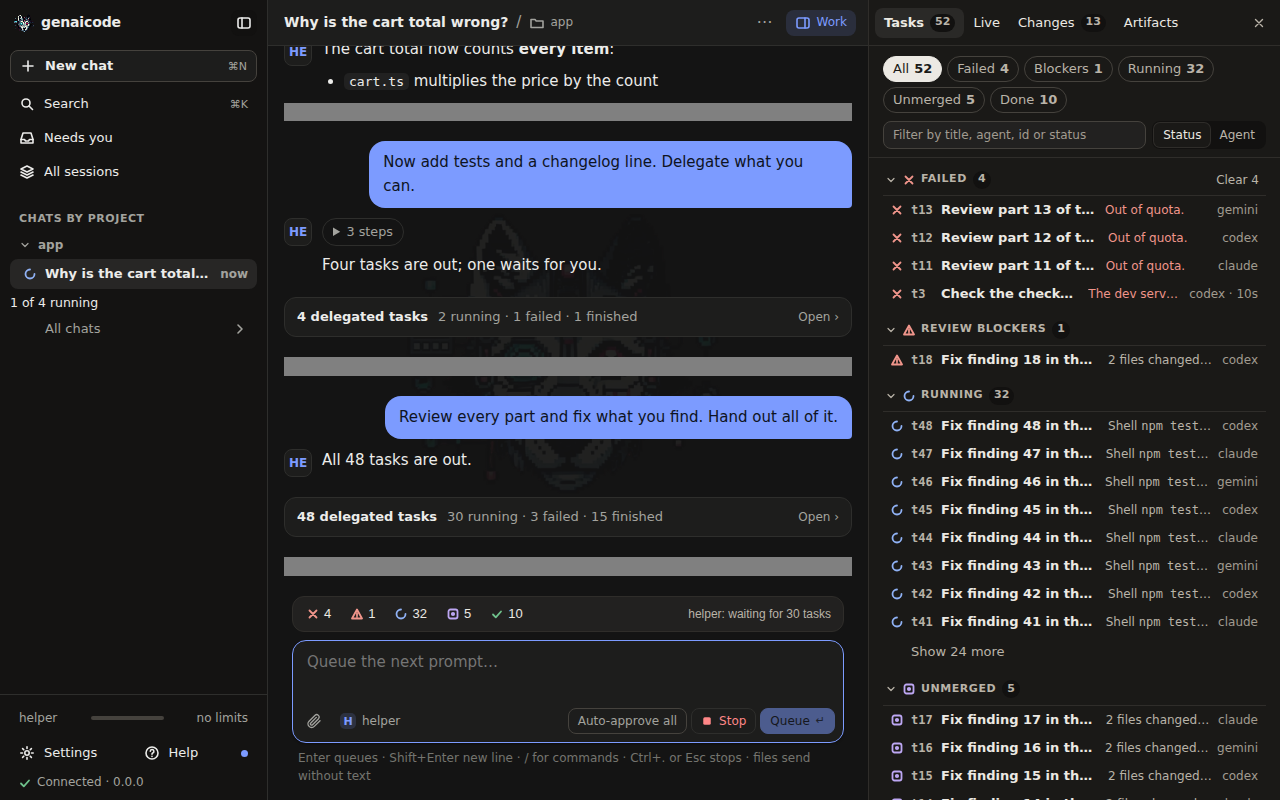 genaicode
New chat ⌘N
Search ⌘K
Needs you
All sessions
CHATS BY PROJECT
app
Why is the cart total… now
1 of 4 running
All chats
helper no limits
Settings Help
Connected · 0.0.0
Why is the cart total wrong? / app ··· Work
HE The cart total now counts every item:
• cart.ts multiplies the price by the count
Now add tests and a changelog line. Delegate what you
can.
HE 3 steps
Four tasks are out; one waits for you.
4 delegated tasks 2 running · 1 failed · 1 finished Open ›
Review every part and fix what you find. Hand out all of it.
HE All 48 tasks are out.
48 delegated tasks 30 running · 3 failed · 15 finished Open ›
4 1 32 5 10 helper: waiting for 30 tasks
Queue the next prompt…
H helper Auto-approve all Stop Queue ↵
Enter queues · Shift+Enter new line · / for commands · Ctrl+. or Esc stops · files send
without text
Tasks 52 Live Changes 13 Artifacts
All 52 Failed 4 Blockers 1 Running 32
Unmerged 5 Done 10
Filter by title, agent, id or status Status Agent
FAILED 4 Clear 4
t13 Review part 13 of t… Out of quota. gemini
t12 Review part 12 of t… Out of quota. codex
t11 Review part 11 of t… Out of quota. claude
t3 Check the check… The dev serv… codex · 10s
REVIEW BLOCKERS 1
t18 Fix finding 18 in th… 2 files changed… codex
RUNNING 32
t48 Fix finding 48 in th… Shell npm test… codex
t47 Fix finding 47 in th… Shell npm test… claude
t46 Fix finding 46 in th… Shell npm test… gemini
t45 Fix finding 45 in th… Shell npm test… codex
t44 Fix finding 44 in th… Shell npm test… claude
t43 Fix finding 43 in th… Shell npm test… gemini
t42 Fix finding 42 in th… Shell npm test… codex
t41 Fix finding 41 in th… Shell npm test… claude
Show 24 more
UNMERGED 5
t17 Fix finding 17 in th… 2 files changed… claude
t16 Fix finding 16 in th… 2 files changed… gemini
t15 Fix finding 15 in th… 2 files changed… codex